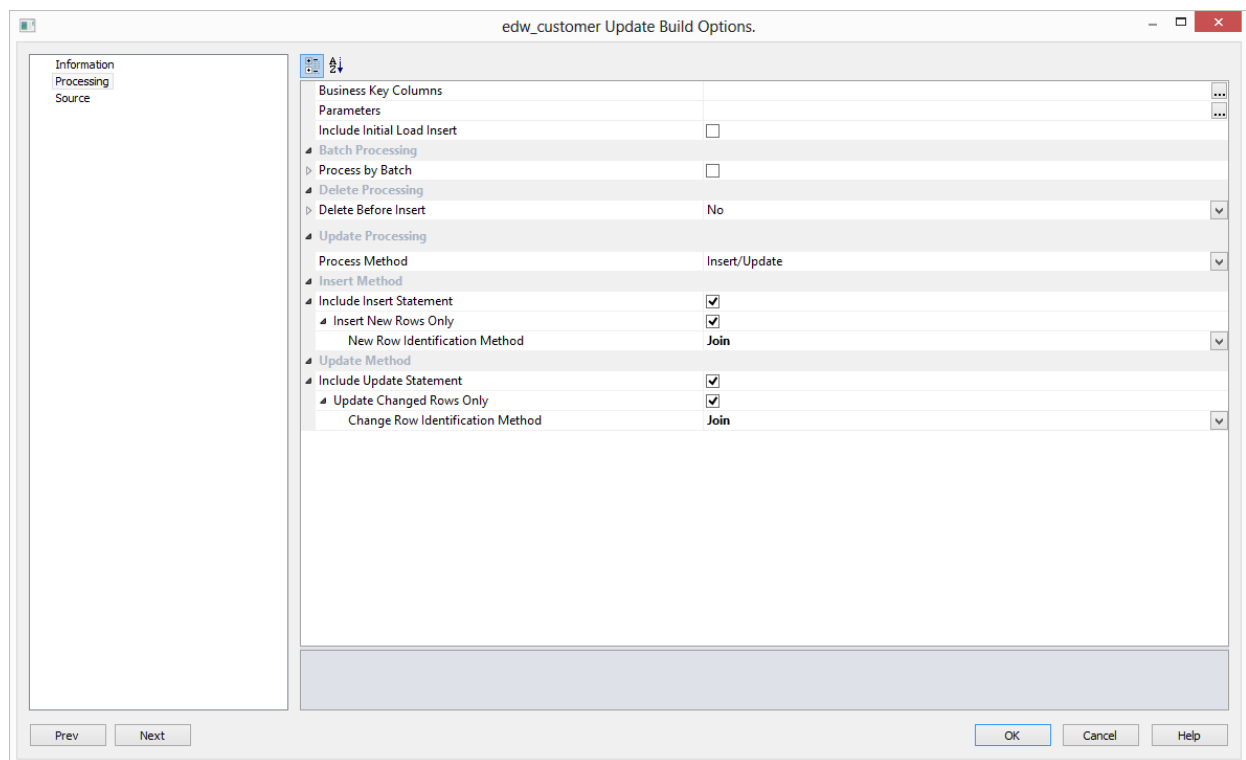 edw_customer Update Build Options.
Information
Processing
Source
Business Key Columns ...
Parameters ...
Include Initial Load Insert
Batch Processing
Process by Batch
Delete Processing
Delete Before Insert No
Update Processing
Process Method Insert/Update
Insert Method
Include Insert Statement
Insert New Rows Only
New Row Identification Method Join
Update Method
Include Update Statement
Update Changed Rows Only
Change Row Identification Method Join
Prev Next OK Cancel Help